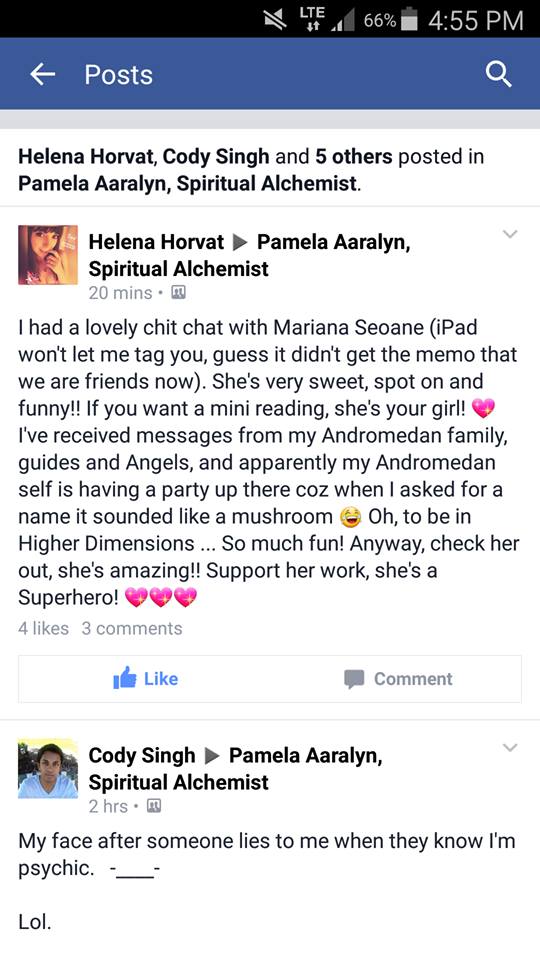 LTE 66% 4:55 PM
Posts
Helena Horvat, Cody Singh and 5 others posted in
Pamela Aaralyn, Spiritual Alchemist.
Helena Horvat ▶ Pamela Aaralyn,
Spiritual Alchemist
20 mins •
I had a lovely chit chat with Mariana Seoane (iPad
won't let me tag you, guess it didn't get the memo that
we are friends now). She's very sweet, spot on and
funny!! If you want a mini reading, she's your girl! 💖
I've received messages from my Andromedan family,
guides and Angels, and apparently my Andromedan
self is having a party up there coz when I asked for a
name it sounded like a mushroom 😂 Oh, to be in
Higher Dimensions ... So much fun! Anyway, check her
out, she's amazing!! Support her work, she's a
Superhero! 💖💖💖
4 likes 3 comments
Like Comment
Cody Singh ▶ Pamela Aaralyn,
Spiritual Alchemist
2 hrs •
My face after someone lies to me when they know I'm
psychic. -____-
Lol.